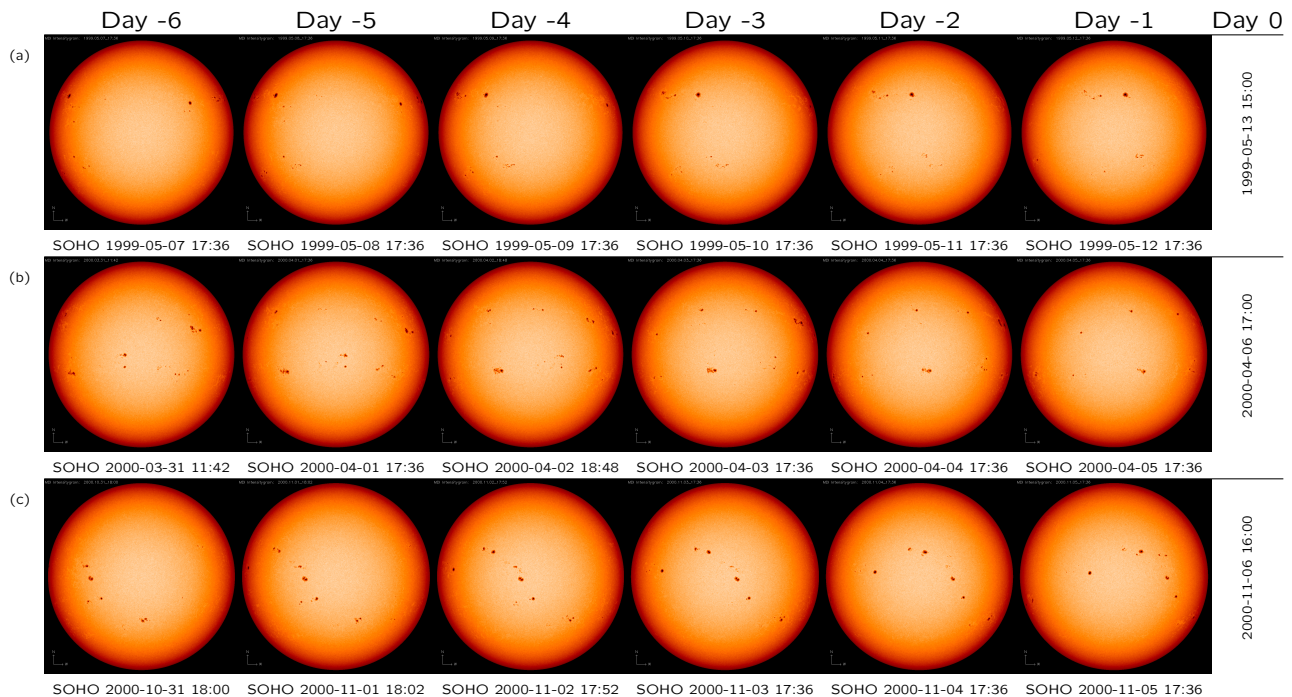 Day -6 Day -5 Day -4 Day -3 Day -2 Day -1 Day 0
(a)
1999-05-13 15:00
SOHO 1999-05-07 17:36 SOHO 1999-05-08 17:36 SOHO 1999-05-09 17:36 SOHO 1999-05-10 17:36 SOHO 1999-05-11 17:36 SOHO 1999-05-12 17:36
(b)
2000-04-06 17:00
SOHO 2000-03-31 11:42 SOHO 2000-04-01 17:36 SOHO 2000-04-02 18:48 SOHO 2000-04-03 17:36 SOHO 2000-04-04 17:36 SOHO 2000-04-05 17:36
(c)
2000-11-06 16:00
SOHO 2000-10-31 18:00 SOHO 2000-11-01 18:02 SOHO 2000-11-02 17:52 SOHO 2000-11-03 17:36 SOHO 2000-11-04 17:36 SOHO 2000-11-05 17:36